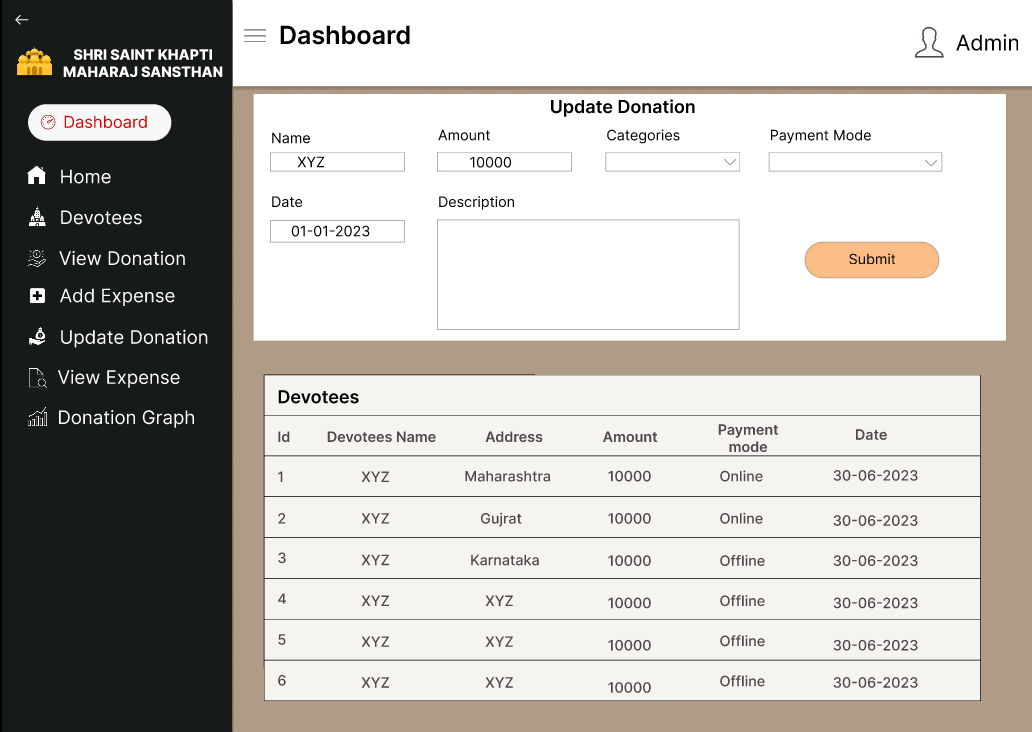 SHRI SAINT KHAPTI
MAHARAJ SANSTHAN
Dashboard
Home
Devotees
View Donation
Add Expense
Update Donation
View Expense
Donation Graph
Dashboard
Admin
Update Donation
Name Amount Categories Payment Mode
XYZ 10000
Date Description
01-01-2023
Submit
Devotees
Id Devotees Name Address Amount Payment mode Date
1 XYZ Maharashtra 10000 Online 30-06-2023
2 XYZ Gujrat 10000 Online 30-06-2023
3 XYZ Karnataka 10000 Offline 30-06-2023
4 XYZ XYZ 10000 Offline 30-06-2023
5 XYZ XYZ 10000 Offline 30-06-2023
6 XYZ XYZ 10000 Offline 30-06-2023